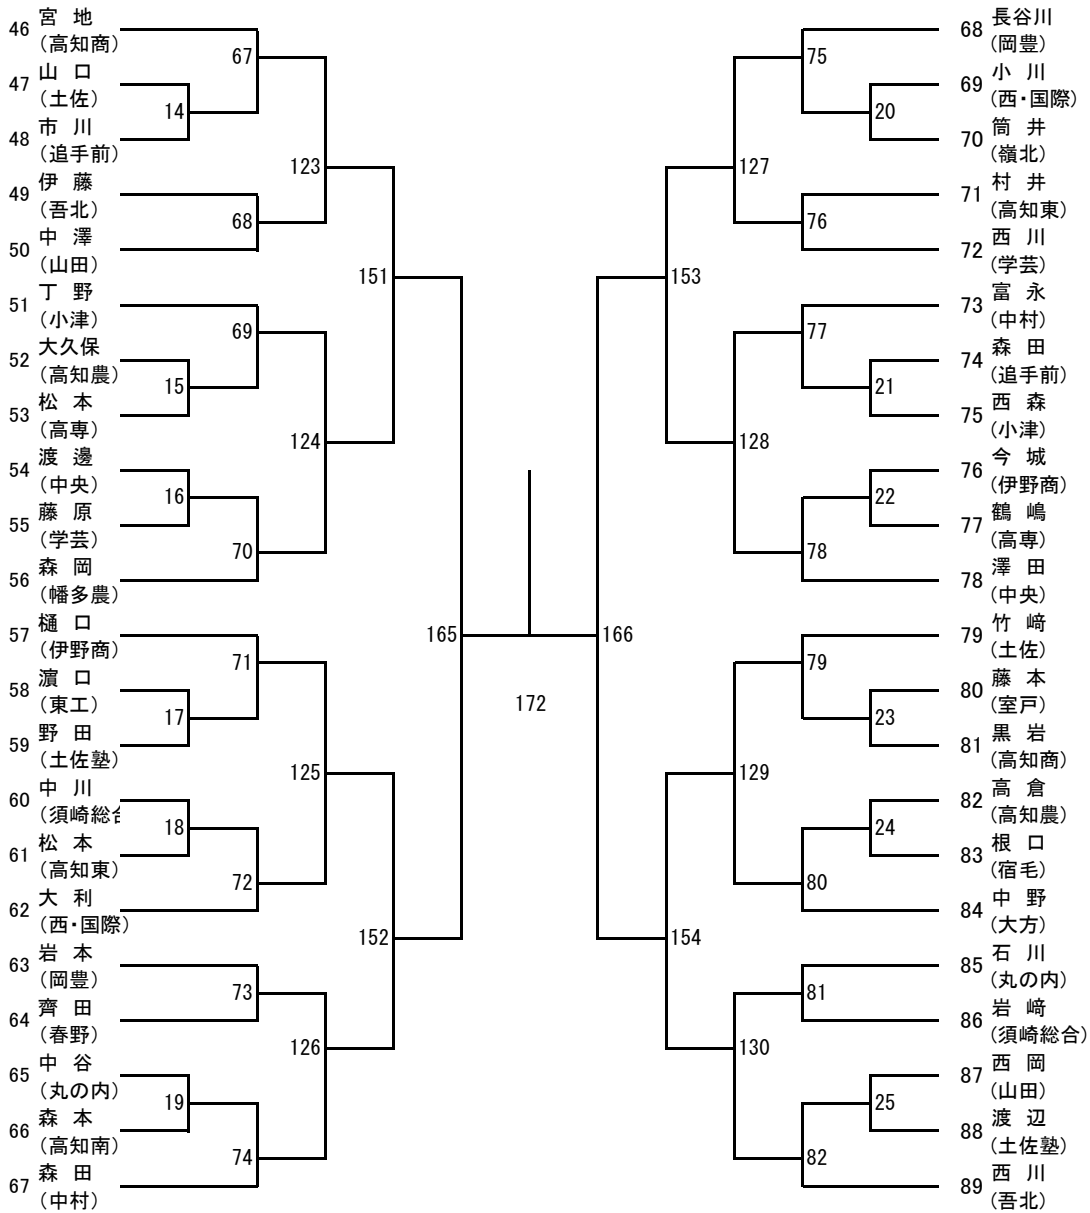 46 宮 地
(高知商)
47 山 口
(土佐)
48 市 川
(追手前)
49 伊 藤
(吾北)
50 中 澤
(山田)
51 丁 野
(小津)
52 大久保
(高知農)
53 松 本
(高専)
54 渡 邊
(中央)
55 藤 原
(学芸)
56 森 岡
(幡多農)
57 樋 口
(伊野商)
58 濵 口
(東工)
59 野 田
(土佐塾)
60 中 川
(須崎総合
61 松 本
(高知東)
62 大 利
(西・国際)
63 岩 本
(岡豊)
64 齊 田
(春野)
65 中 谷
(丸の内)
66 森 本
(高知南)
67 森 田
(中村)
14
15
16
17
18
19
67
68
69
70
71
72
73
74
123
124
125
126
151
152
165
172
166
153
154
127
128
129
130
75
76
77
78
79
80
81
82
20
21
22
23
24
25
68 長谷川
(岡豊)
69 小 川
(西・国際)
70 筒 井
(嶺北)
71 村 井
(高知東)
72 西 川
(学芸)
73 富 永
(中村)
74 森 田
(追手前)
75 西 森
(小津)
76 今 城
(伊野商)
77 鶴 嶋
(高専)
78 澤 田
(中央)
79 竹 﨑
(土佐)
80 藤 本
(室戸)
81 黒 岩
(高知商)
82 高 倉
(高知農)
83 根 口
(宿毛)
84 中 野
(大方)
85 石 川
(丸の内)
86 岩 﨑
(須崎総合)
87 西 岡
(山田)
88 渡 辺
(土佐塾)
89 西 川
(吾北)